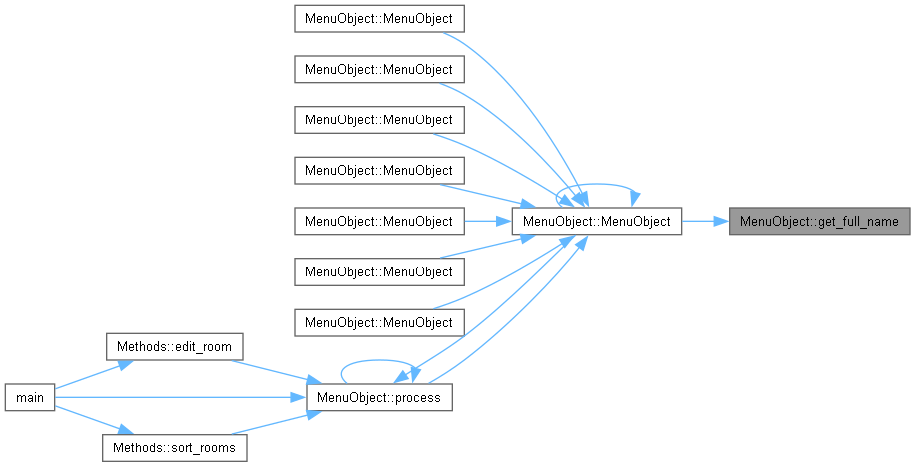 MenuObject::MenuObject
MenuObject::MenuObject
MenuObject::MenuObject
MenuObject::MenuObject
MenuObject::MenuObject
MenuObject::MenuObject
MenuObject::get_full_name
MenuObject::MenuObject
MenuObject::MenuObject
Methods::edit_room
main
MenuObject::process
Methods::sort_rooms